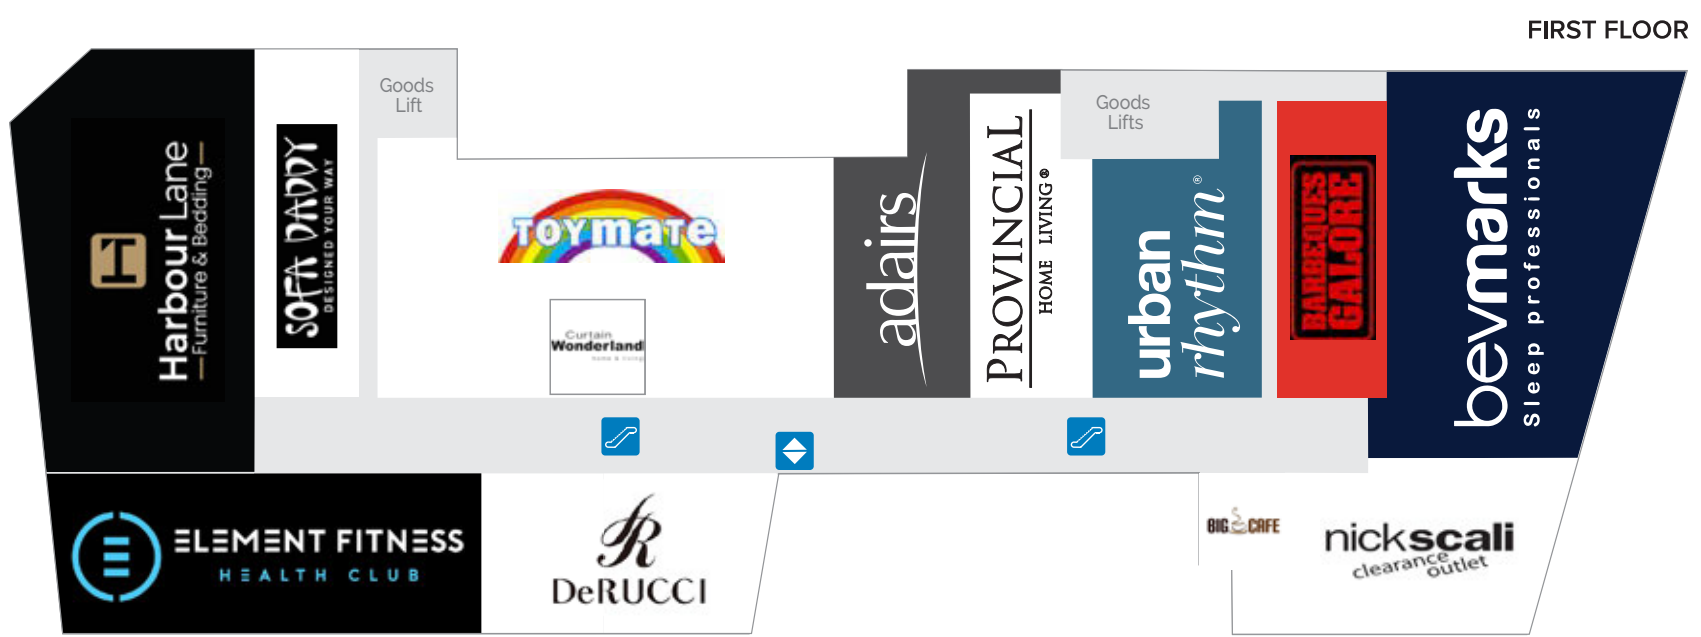 FIRST FLOOR
Goods
Lift
Goods
Lifts
Harbour Lane
Furniture & Bedding
SOFA DADDY
DESIGNED YOUR WAY
TOYmaTe
Curtain
Wonderland
home & living
adairs
PROVINCIAL
HOME LIVING®
urban
rhythm®
BARBEQUES
GALORE
bevmarks
Sleep professionals
ELEMENT FITNESS
HEALTH CLUB
DeRUCCI
BIG CAFE
nickscali
clearance
outlet